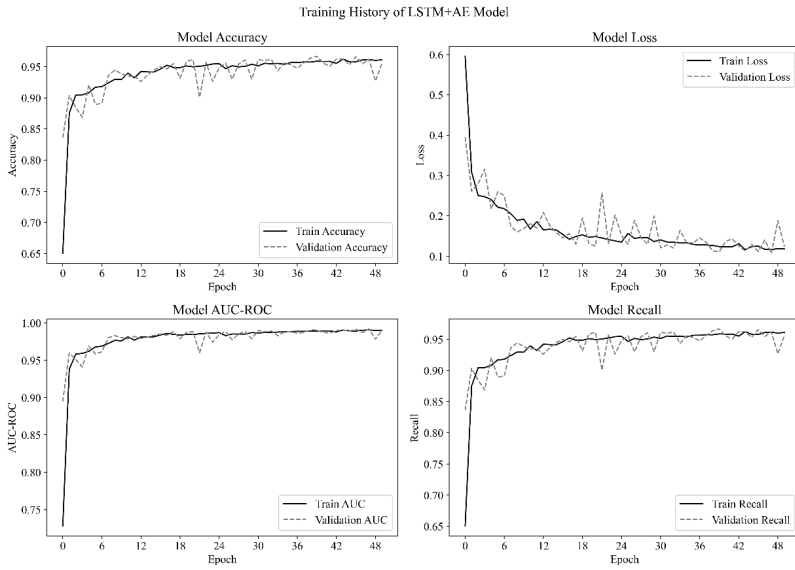 Training History of LSTM+AE Model
Model Accuracy
Accuracy
0.95
0.90
0.85
0.80
0.75
0.70
0.65
Train Accuracy
Validation Accuracy
0 6 12 18 24 30 36 42 48
Epoch
Model Loss
Loss
0.6
0.5
0.4
0.3
0.2
0.1
Train Loss
Validation Loss
0 6 12 18 24 30 36 42 48
Epoch
Model AUC-ROC
AUC-ROC
1.00
0.95
0.90
0.85
0.80
0.75
Train AUC
Validation AUC
0 6 12 18 24 30 36 42 48
Epoch
Model Recall
Recall
0.95
0.90
0.85
0.80
0.75
0.70
0.65
Train Recall
Validation Recall
0 6 12 18 24 30 36 42 48
Epoch